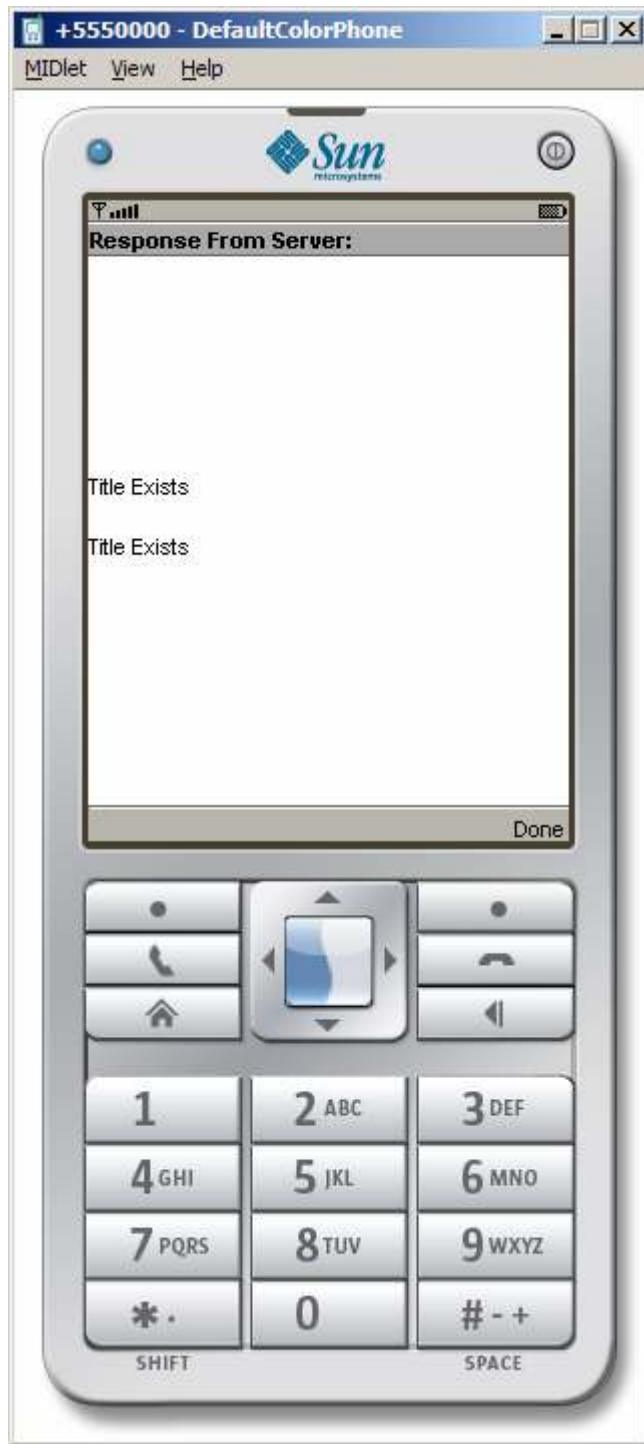 +5550000 - DefaultColorPhone
MIDlet View Help
Sun
microsystems
Response From Server:
Title Exists
Title Exists
Done
1 2 ABC 3 DEF
4 GHI 5 JKL 6 MNO
7 PQRS 8 TUV 9 WXYZ
* . 0 # - +
SHIFT SPACE